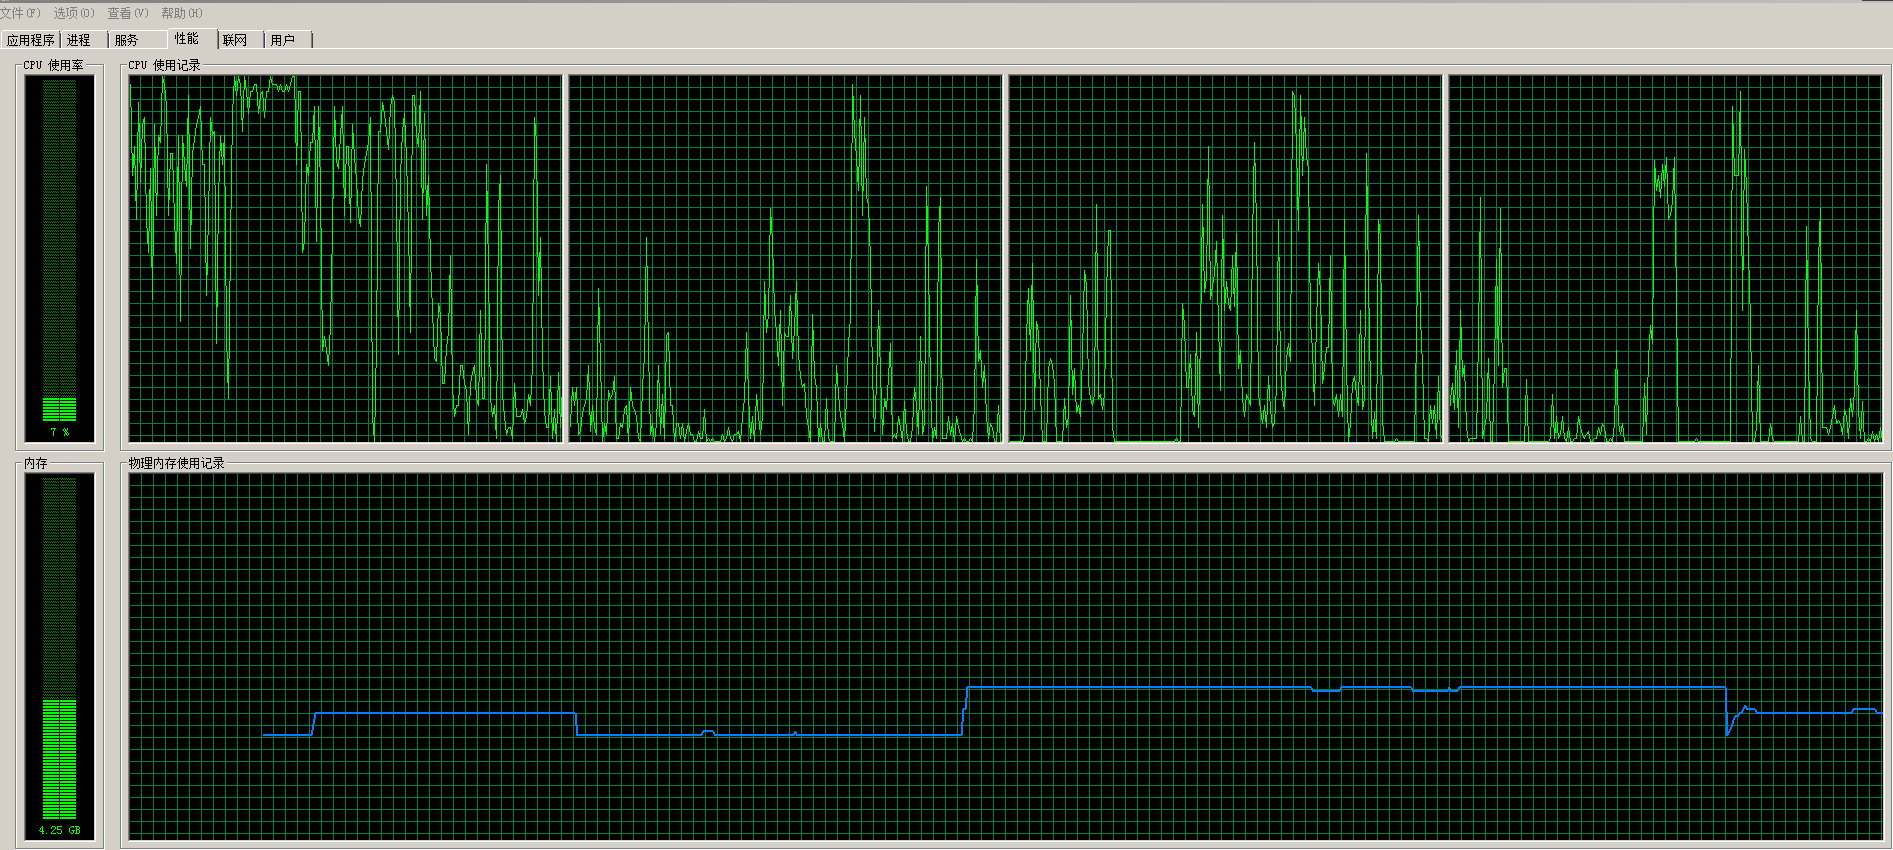 文件(F) 选项(O) 查看(V) 帮助(H)
应用程序 进程 服务 性能 联网 用户
CPU 使用率 CPU 使用记录
7 %
内存 物理内存使用记录
4.25 GB